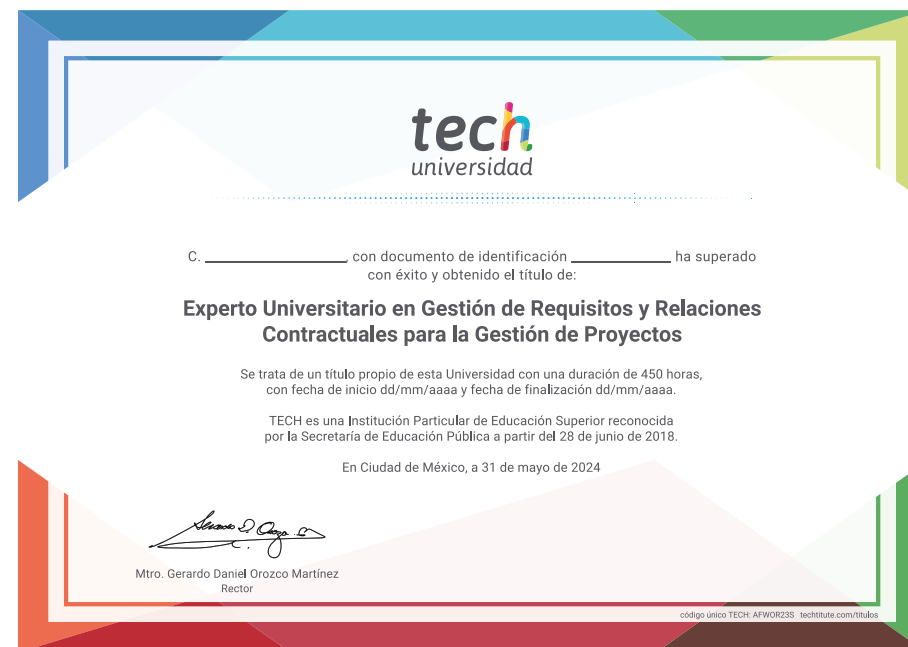 tech
universidad
C. __________________, con documento de identificación _____________ ha superado
con éxito y obtenido el título de:
Experto Universitario en Gestión de Requisitos y Relaciones
Contractuales para la Gestión de Proyectos
Se trata de un título propio de esta Universidad con una duración de 450 horas,
con fecha de inicio dd/mm/aaaa y fecha de finalización dd/mm/aaaa.
TECH es una Institución Particular de Educación Superior reconocida
por la Secretaría de Educación Pública a partir del 28 de junio de 2018.
En Ciudad de México, a 31 de mayo de 2024
Mtro. Gerardo Daniel Orozco Martínez
Rector
código único TECH: AFWOR23S techtitute.com/titulos